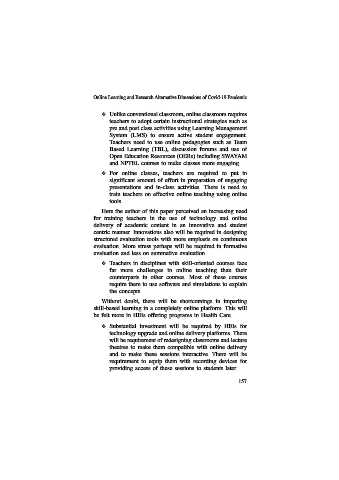 Online Learning and Research Alternative Dimensions of Covid-19 Pandemic
❖ Unlike conventional classroom, online classroom requires
teachers to adopt certain instructional strategies such as
pre and post class activities using Learning Management
System (LMS) to ensure active student engagement.
Teachers need to use online pedagogies such as Team
Based Learning (TBL), discussion forums and use of
Open Education Resources (OERs) including SWAYAM
and NPTEL courses to make classes more engaging.
❖ For online classes, teachers are required to put in
significant amount of effort in preparation of engaging
presentations and in-class activities. There is need to
train teachers on effective online teaching using online
tools.
Here the author of this paper perceived an increasing need
for training teachers in the use of technology and online
delivery of academic content in an innovative and student
centric manner. Innovations also will be required in designing
structured evaluation tools with more emphasis on continuous
evaluation. More stress perhaps will be required in formative
evaluation and less on summative evaluation.
❖ Teachers in disciplines with skill-oriented courses face
far more challenges in online teaching than their
counterparts in other courses. Most of these courses
require them to use software and simulations to explain
the concepts.
Without doubt, there will be shortcomings in imparting
skill-based learning in a completely online platform. This will
be felt more in HEIs offering programs in Health Care.
❖ Substantial investment will be required by HEIs for
technology upgrade and online delivery platforms. There
will be requirement of redesigning classrooms and lecture
theatres to make them compatible with online delivery
and to make these sessions interactive. There will be
requirement to equip them with recording devices for
providing access of these sessions to students later.
157